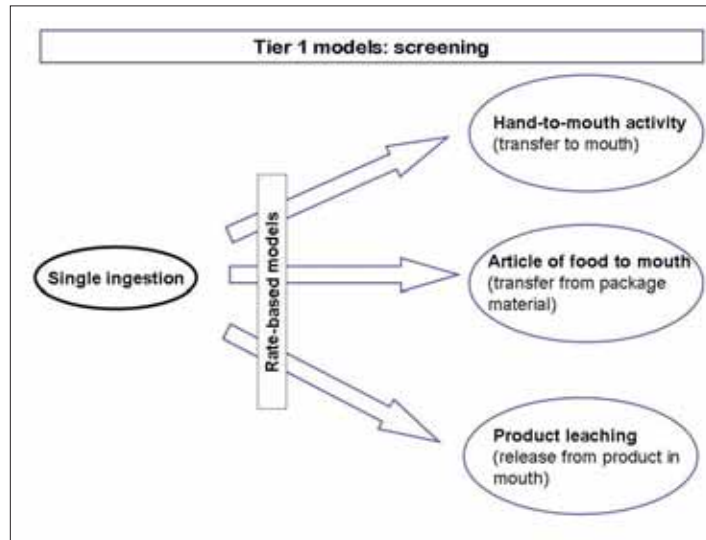 Tier 1 models: screening
Single ingestion
Rate-based models
Hand-to-mouth activity
(transfer to mouth)
Article of food to mouth
(transfer from package
material)
Product leaching
(release from product in
mouth)